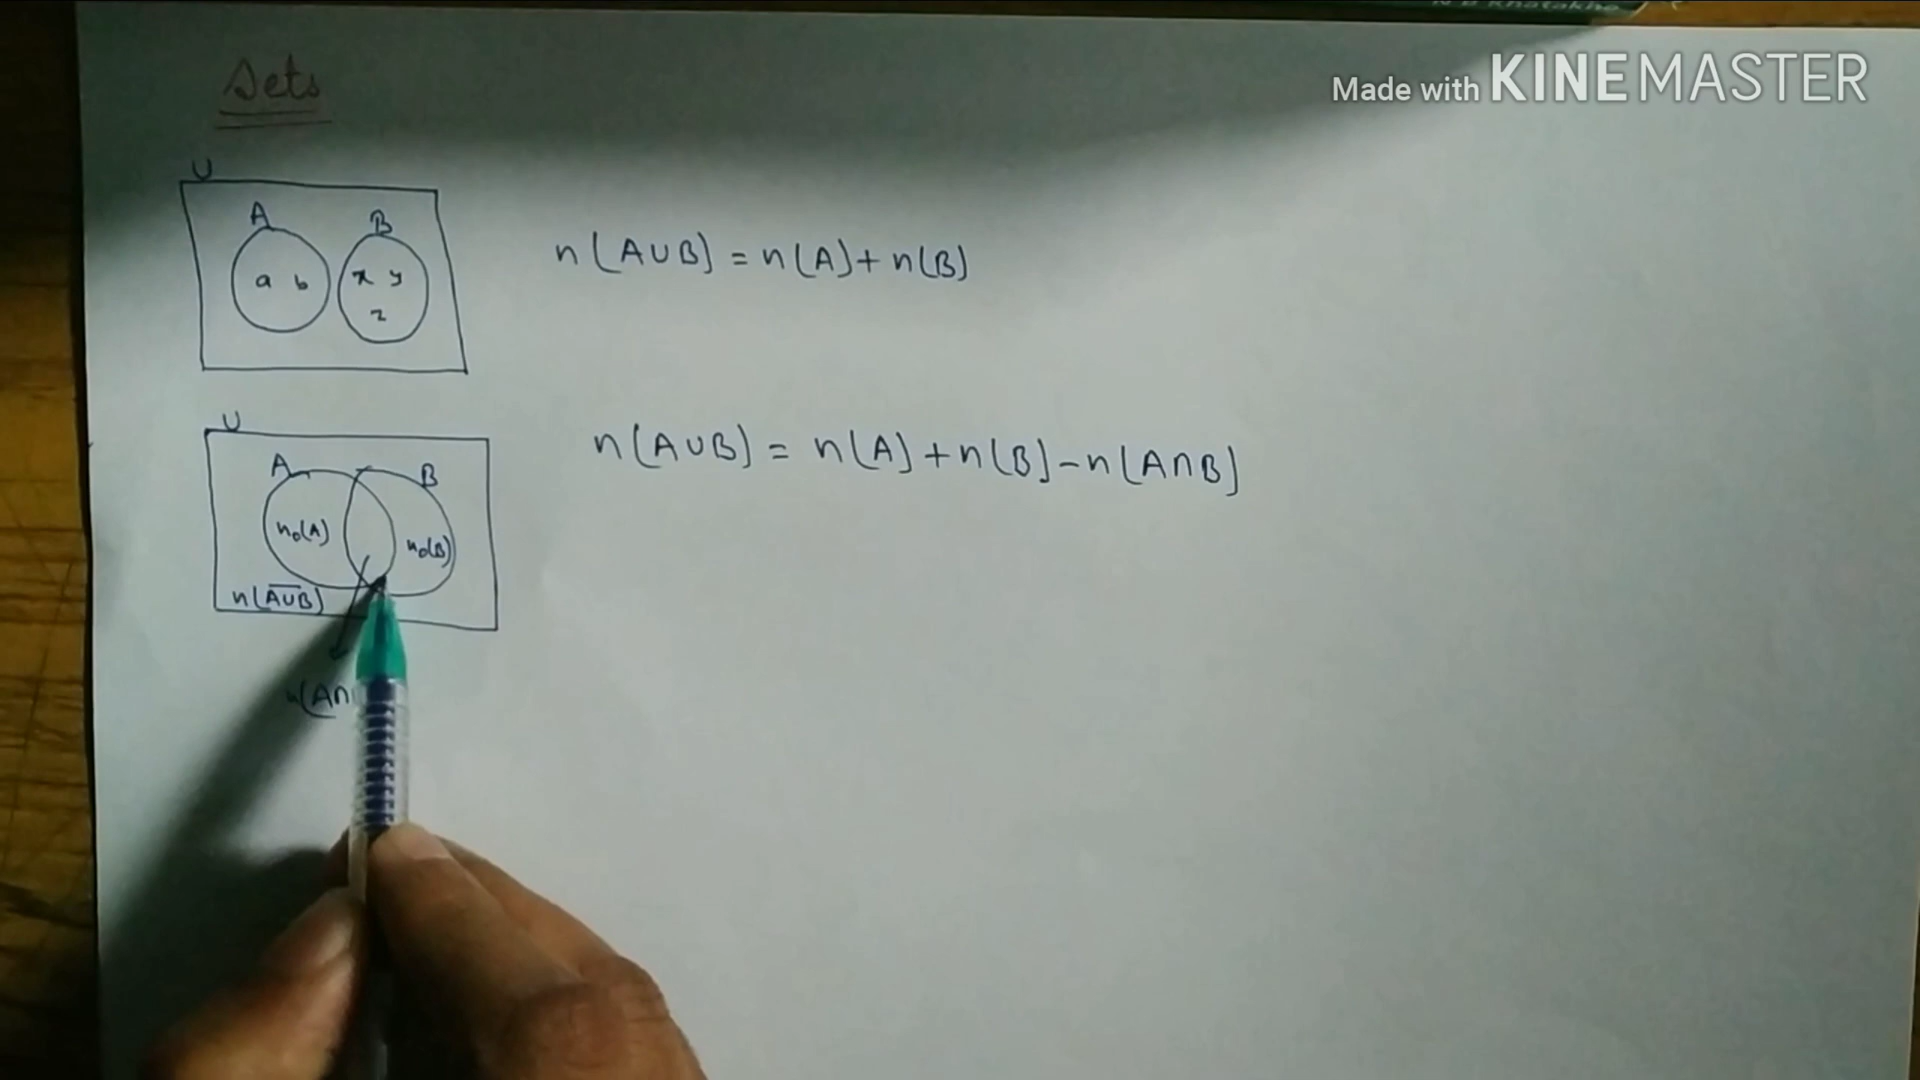 Made with KINEMASTER
Sets
U
A B
a b x y
z
n(A∪B) = n(A)+n(B)
U
A B
n(A∪B) = n(A)+n(B)-n(A∩B)
n₀(A) n₀(B)
n(A̅∪̅B̅)
n(A∩